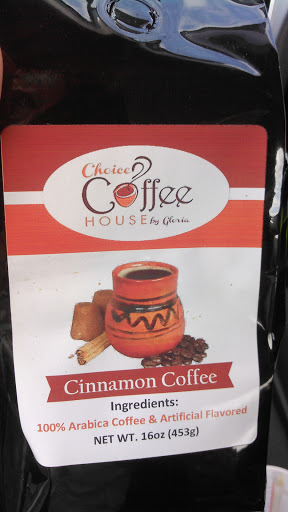 Choice
Coffee
HOUSE by Gloria
Cinnamon Coffee
Ingredients:
100% Arabica Coffee & Artificial Flavored
NET WT. 16oz (453g)